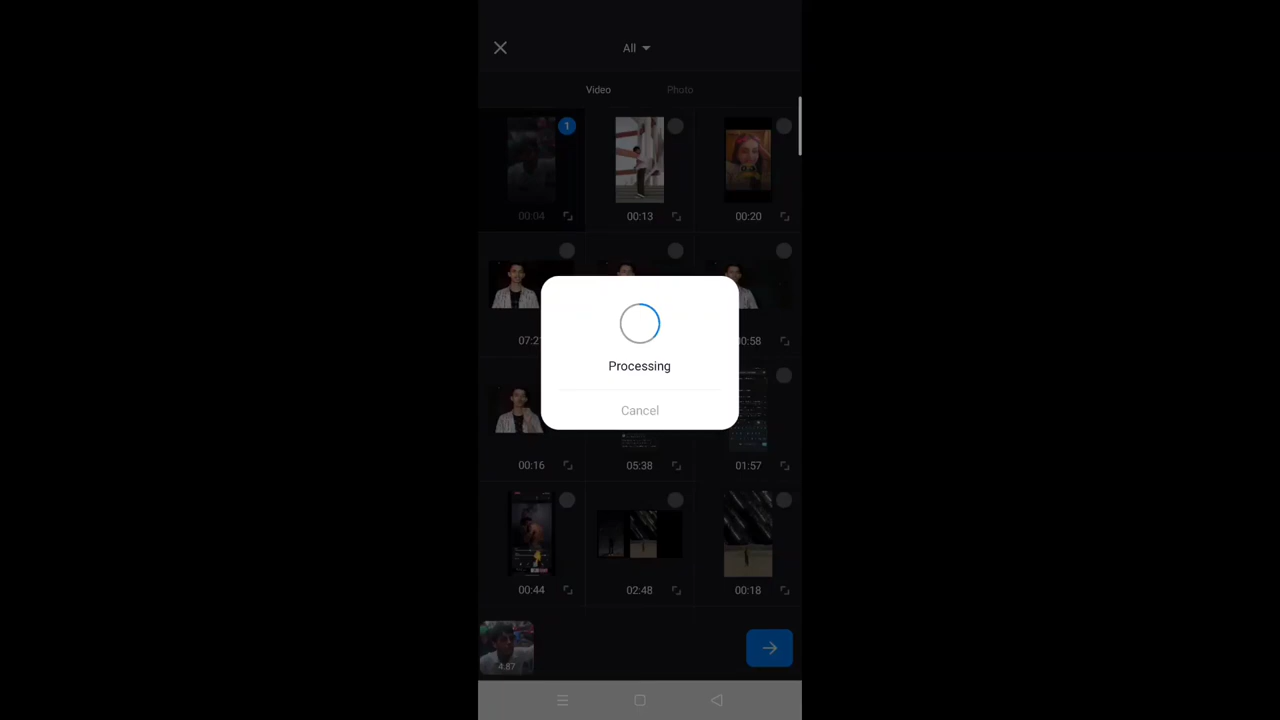 All
Video Photo
1
00:04 00:13 00:20
07:2 0:58
Processing
Cancel
00:16 05:38 01:57
00:44 02:48 00:18
4.87